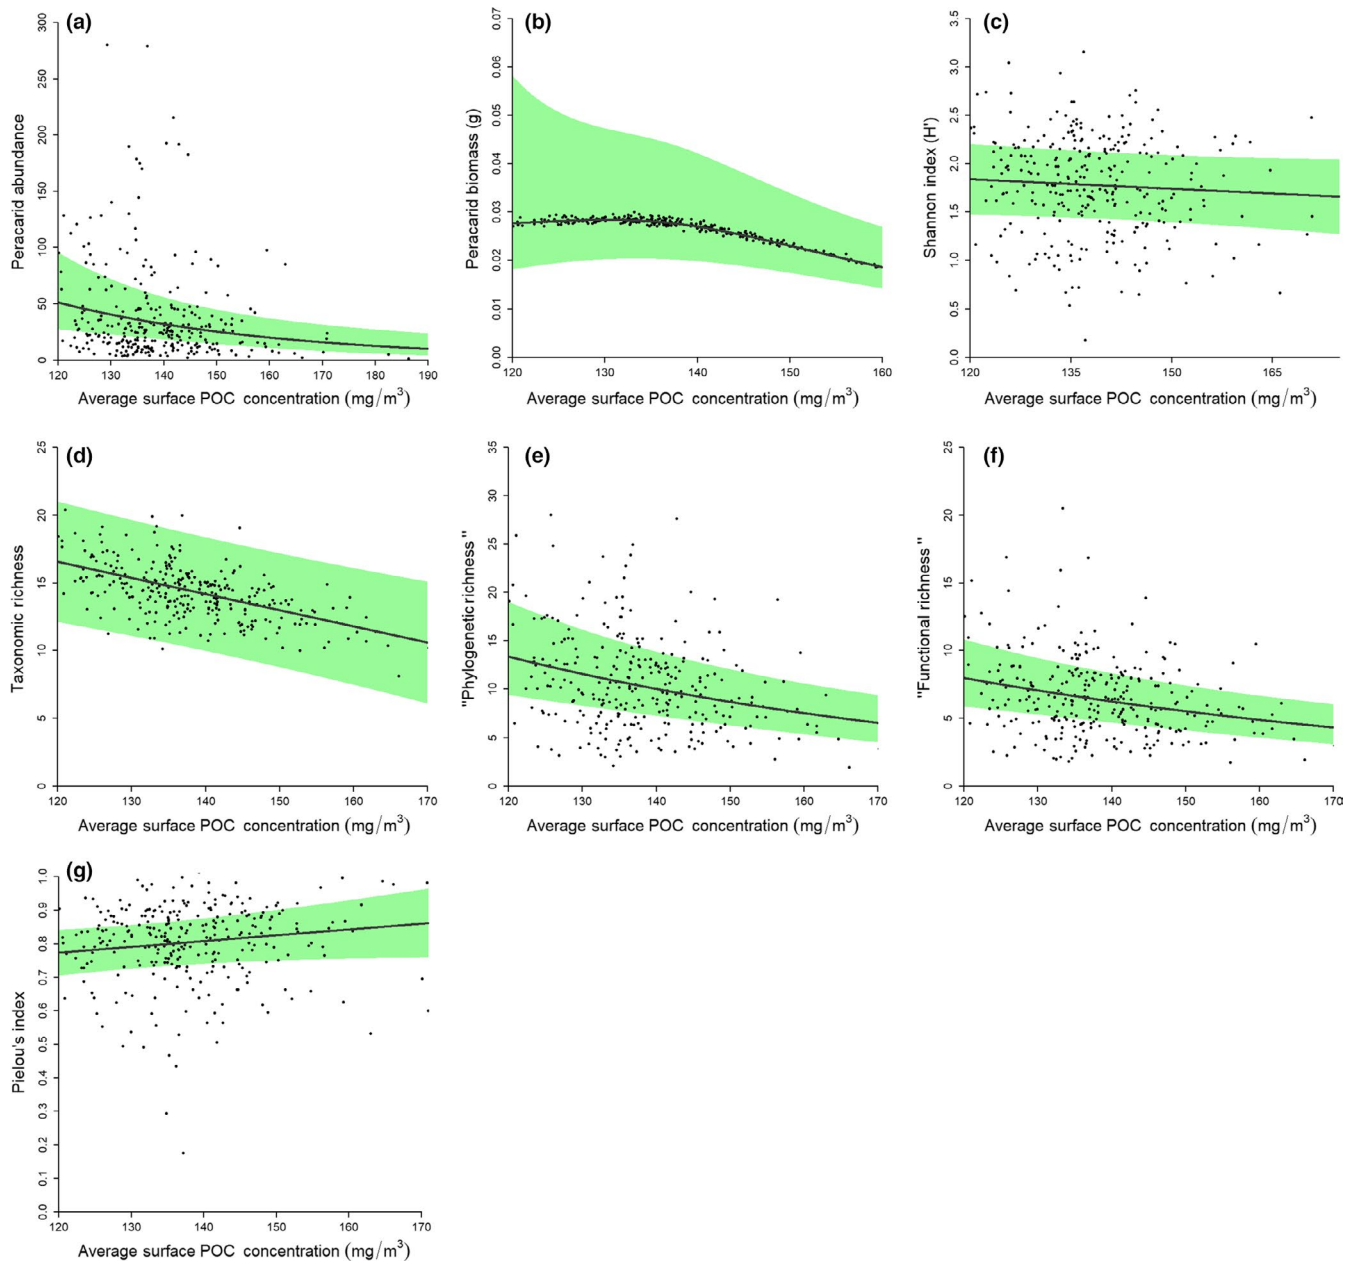 (a)
Peracarid abundance
0 50 100 150 200 250 300
120 130 140 150 160 170 180 190
Average surface POC concentration (mg/m³)
(b)
Peracarid biomass (g)
0.00 0.01 0.02 0.03 0.04 0.05 0.06 0.07
120 130 140 150 160
Average surface POC concentration (mg/m³)
(c)
Shannon index (H')
0.0 0.5 1.0 1.5 2.0 2.5 3.0 3.5
120 135 150 165
Average surface POC concentration (mg/m³)
(d)
Taxonomic richness
0 5 10 15 20 25
120 130 140 150 160 170
Average surface POC concentration (mg/m³)
(e)
"Phylogenetic richness"
0 5 10 15 20 25 30 35
120 130 140 150 160 170
Average surface POC concentration (mg/m³)
(f)
"Functional richness"
0 5 10 15 20 25
120 130 140 150 160 170
Average surface POC concentration (mg/m³)
(g)
Pielou's index
0.0 0.1 0.2 0.3 0.4 0.5 0.6 0.7 0.8 0.9 1.0
120 130 140 150 160 170
Average surface POC concentration (mg/m³)